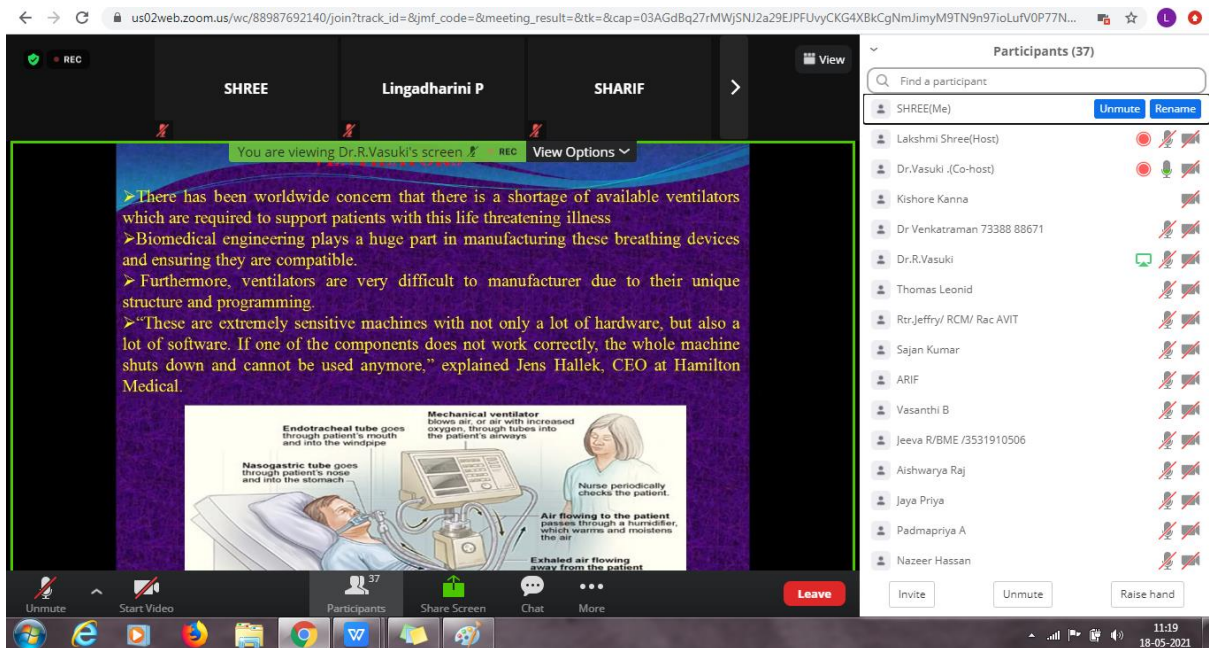 us02web.zoom.us/wc/88987692140/join?track_id=&jmf_code=&meeting_result=&tk=&cap=03AGdBq27rMWjSNJ2a29EJPFUvyCKG4XBkCgNmJimyM9TN9n97ioLufV0P77N...
L
REC
SHREE
Lingadharini P
SHARIF
View
You are viewing Dr.R.Vasuki's screen
REC
View Options
➢There has been worldwide concern that there is a shortage of available ventilators
which are required to support patients with this life threatening illness
➢Biomedical engineering plays a huge part in manufacturing these breathing devices
and ensuring they are compatible.
➢ Furthermore, ventilators are very difficult to manufacturer due to their unique
structure and programming.
➢“These are extremely sensitive machines with not only a lot of hardware, but also a
lot of software. If one of the components does not work correctly, the whole machine
shuts down and cannot be used anymore,” explained Jens Hallek, CEO at Hamilton
Medical.
Endotracheal tube goes
through patient's mouth
and into the windpipe
Mechanical ventilator
blows air, or air with increased
oxygen, through tubes into
the patient's airways
Nasogastric tube goes
through patient's nose
and into the stomach
Nurse periodically
checks the patient.
Air flowing to the patient
passes through a humidifier,
which warms and moistens
the air
Exhaled air flowing
away from the patient
Unmute
Start Video
37
Participants
Share Screen
Chat
More
Leave
Participants (37)
Find a participant
SHREE(Me)
Unmute
Rename
Lakshmi Shree(Host)
Dr.Vasuki .(Co-host)
Kishore Kanna
Dr Venkatraman 73388 88671
Dr.R.Vasuki
Thomas Leonid
Rtr.Jeffry/ RCM/ Rac AVIT
Sajan Kumar
ARIF
Vasanthi B
Jeeva R/BME /3531910506
Aishwarya Raj
Jaya Priya
Padmapriya A
Nazeer Hassan
Invite
Unmute
Raise hand
11:19
18-05-2021